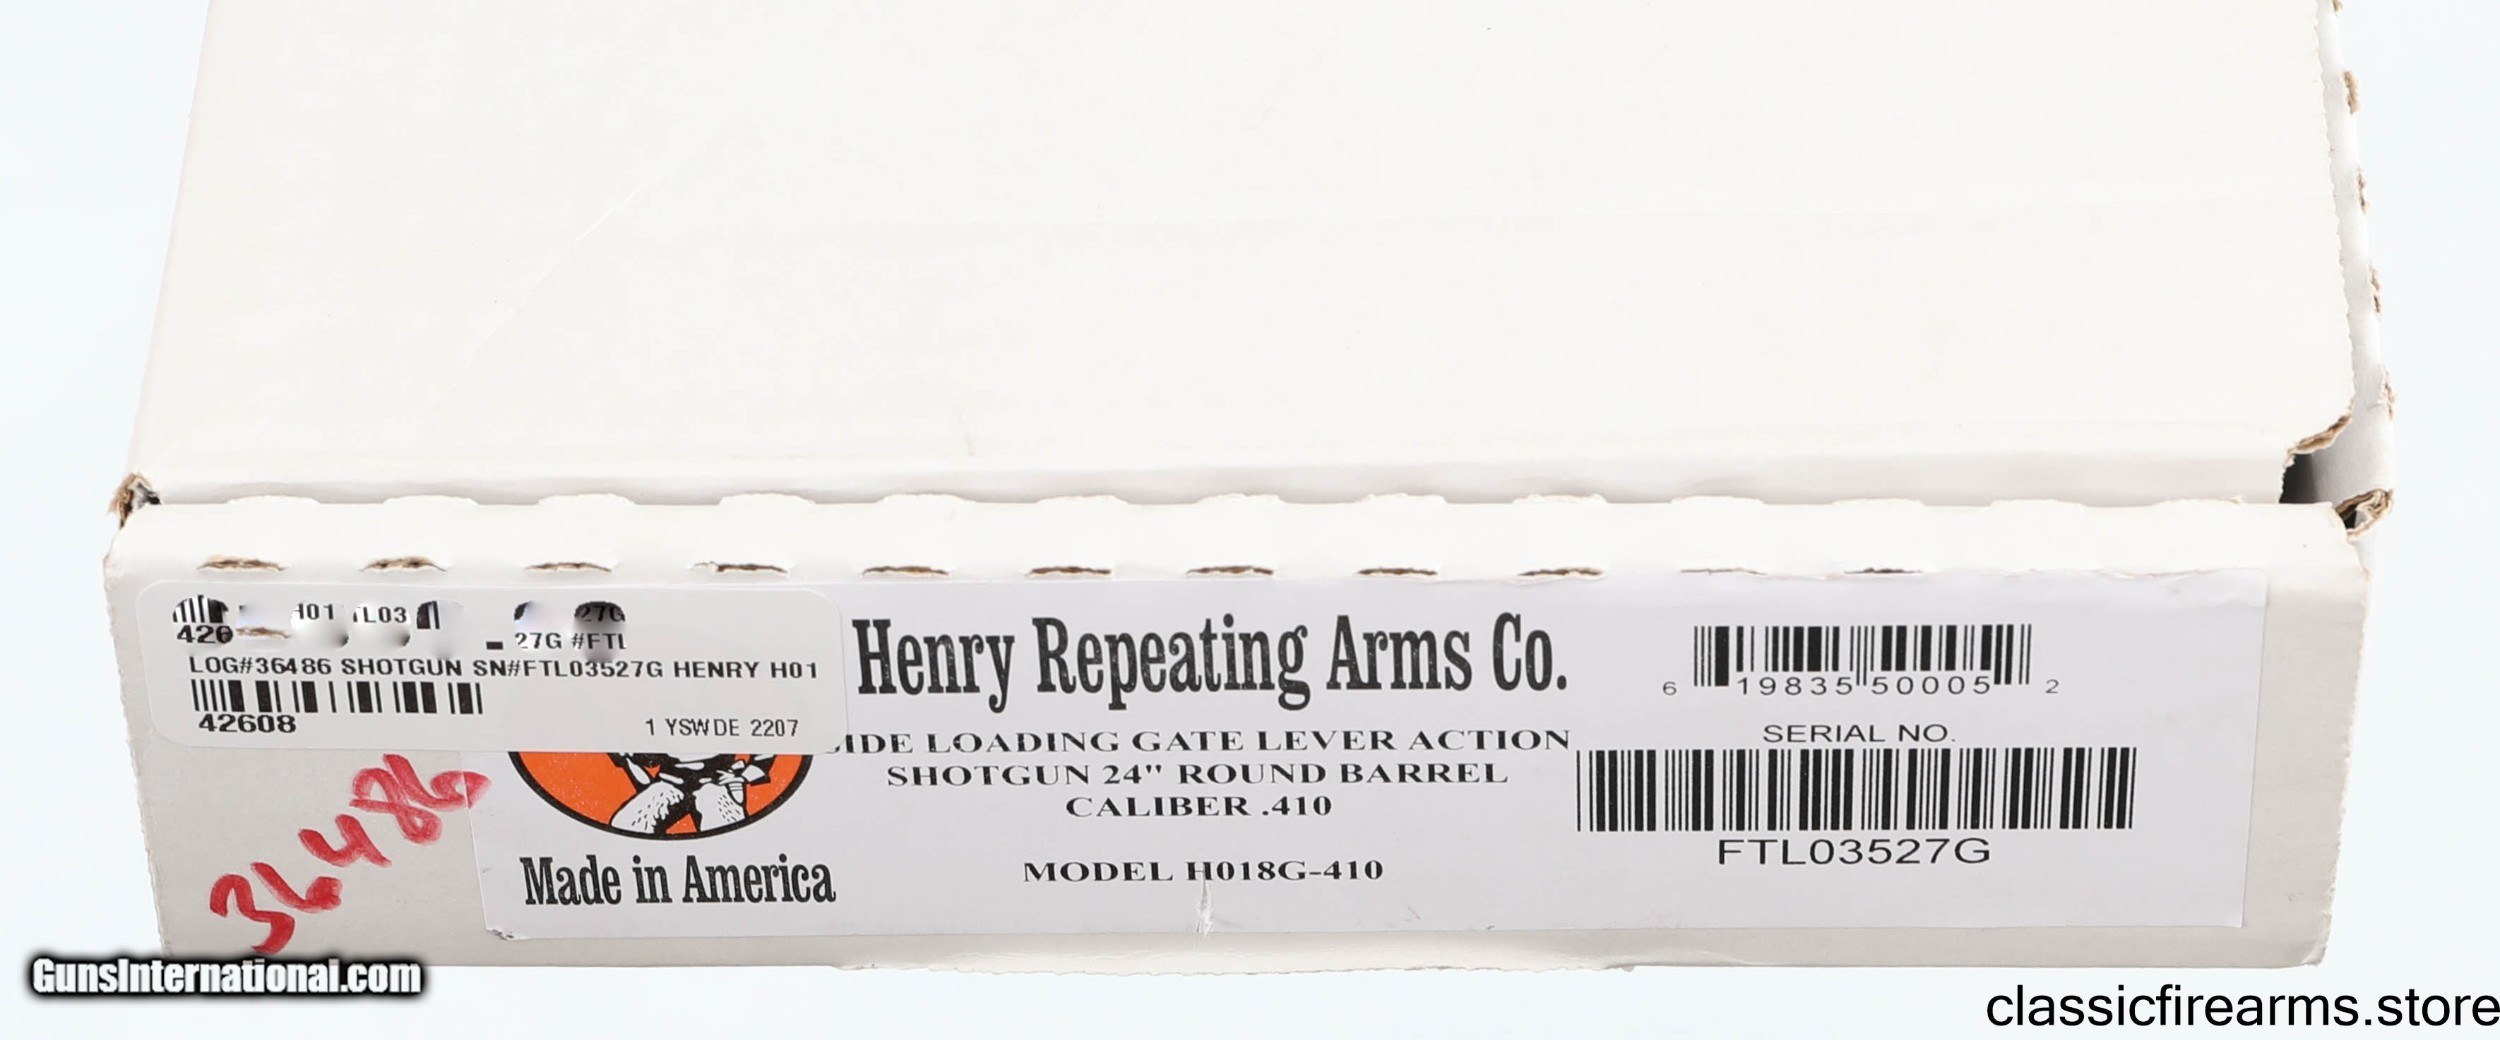 H01 TL03
27G
426
27G #FTL
LOG#36486 SHOTGUN SN#FTL03527G HENRY H01
42608
1 YSWDE 2207
36486
Henry Repeating Arms Co.
IDE LOADING GATE LEVER ACTION
SHOTGUN 24" ROUND BARREL
CALIBER .410
MODEL H018G-410
Made in America
6 19835 50005 2
SERIAL NO.
FTL03527G
GunsInternational.com
classicfirearms.store